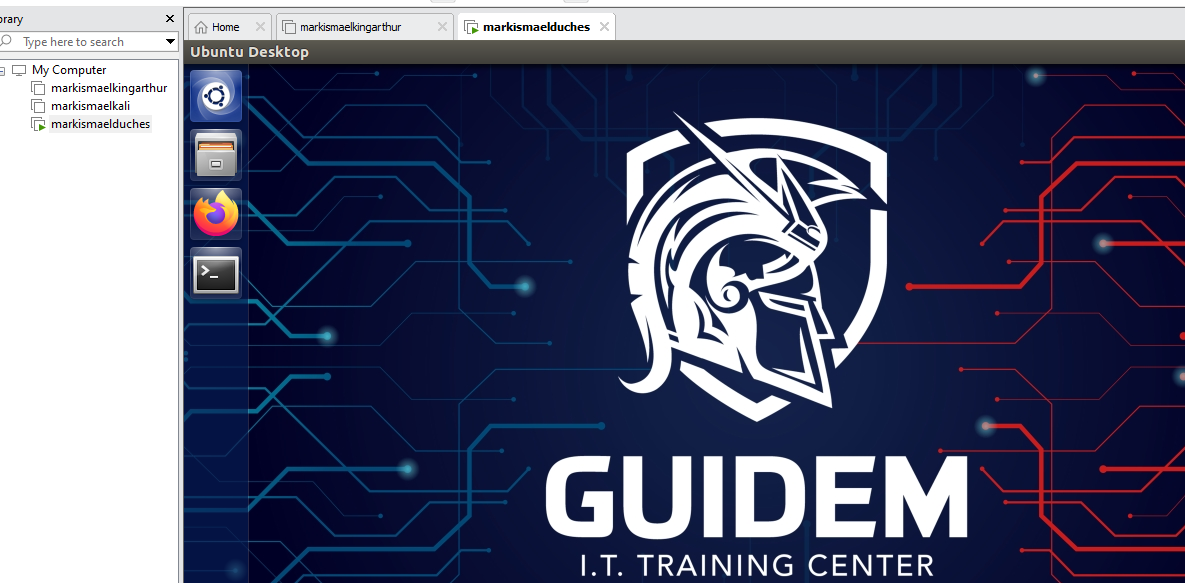 brary
Home
markismaelkingarthur
markismaelduches
Type here to search
Ubuntu Desktop
My Computer
markismaelkingarthur
markismaelkali
markismaelduches
>_
GUIDEM
I.T. TRAINING CENTER